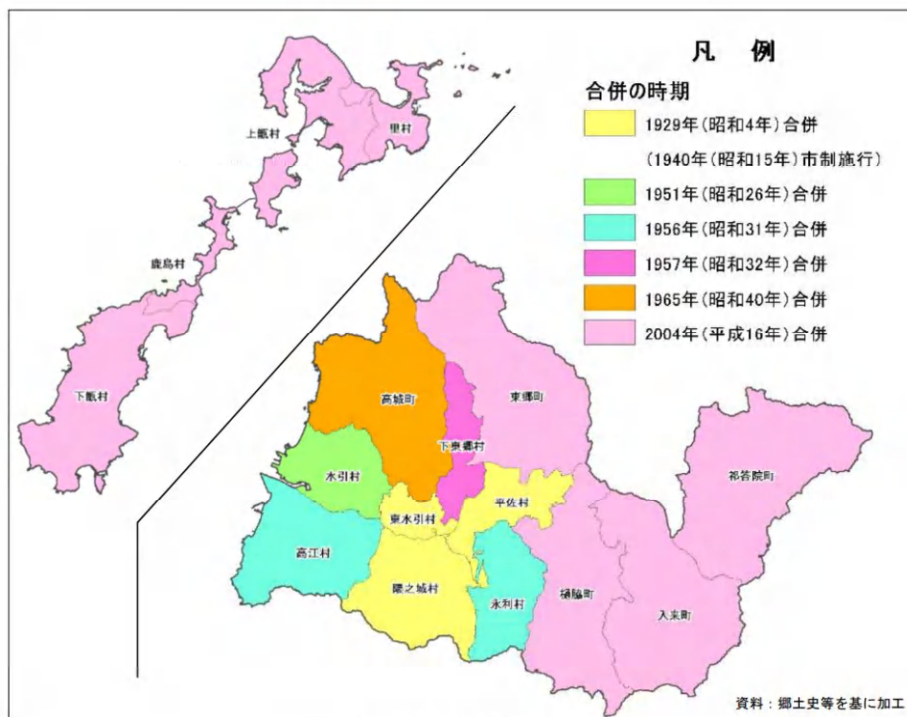 凡　例
合併の時期
1929年(昭和4年)合併
(1940年(昭和15年)市制施行)
1951年(昭和26年)合併
1956年(昭和31年)合併
1957年(昭和32年)合併
1965年(昭和40年)合併
2004年(平成16年)合併
里村
上甑村
鹿島村
下甑村
高城町
東郷町
下東郷村
水引村
祁答院町
平佐村
東水引村
高江村
隈之城村
永利村
樋脇町
入来町
資料：郷土史等を基に加工